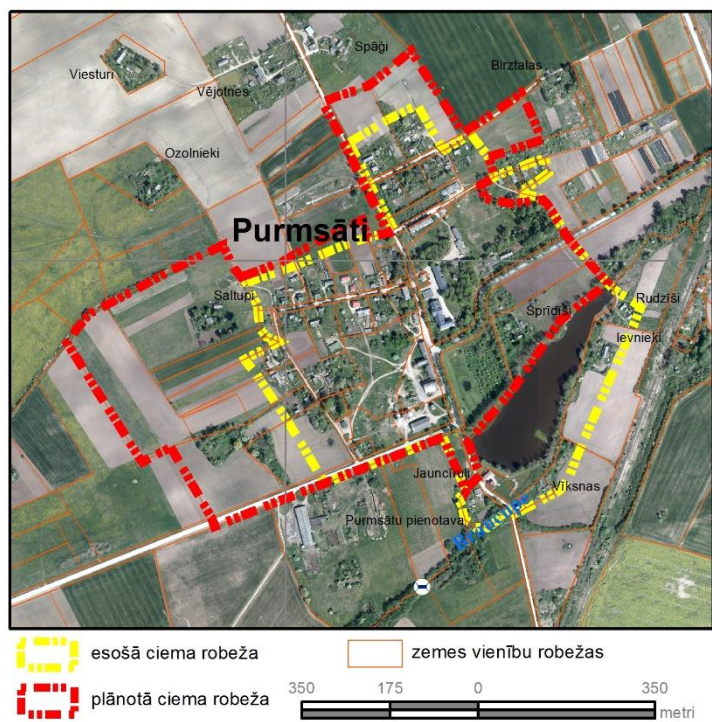 Spāģi
Viesturi
Birztalas
Vējotnes
Ozolnieki
Purmsāti
Saltupi
Rudzīši
Sprīdīši
Ievnieki
Jauncīruļi
Vīksnas
Purmsātu pienotava
esošā ciema robeža
zemes vienību robežas
plānotā ciema robeža
350 175 0 350
metri